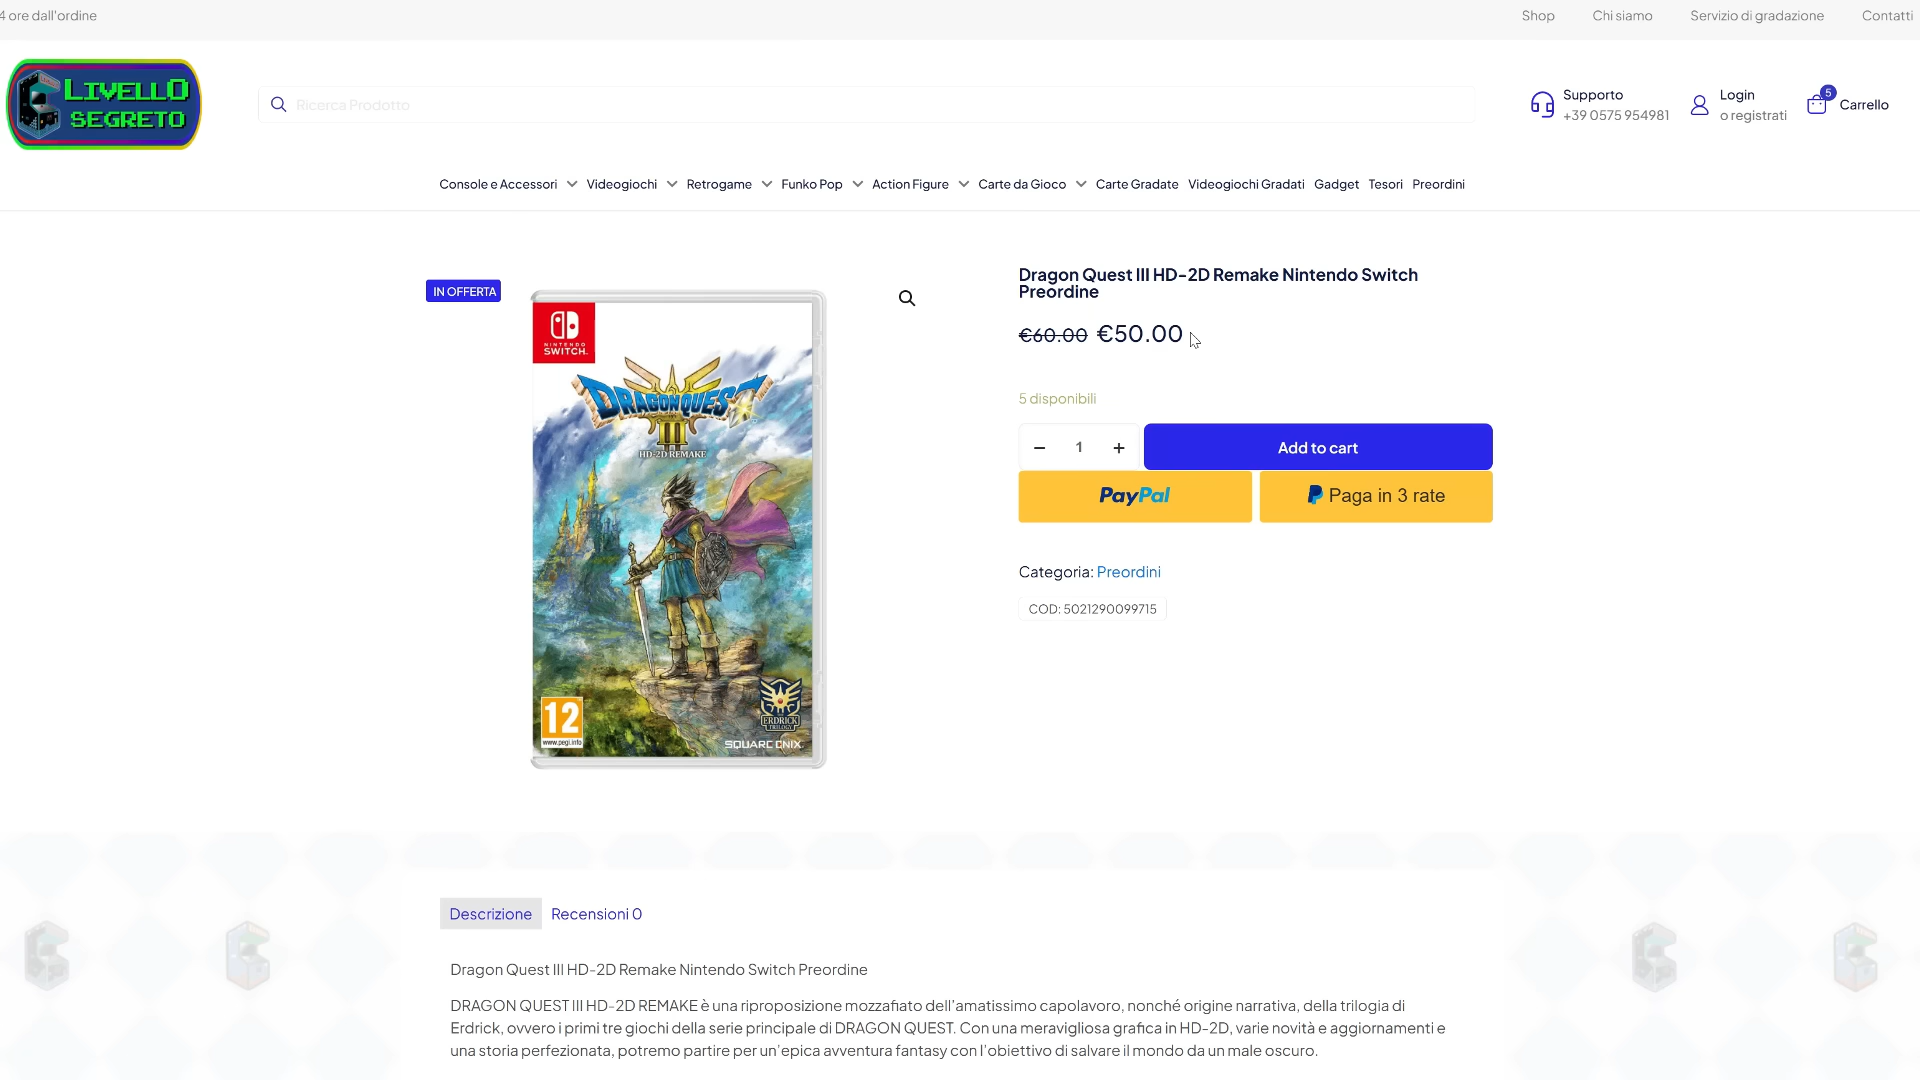 4 ore dall'ordine
Shop
Chi siamo
Servizio di gradazione
Contatti
LIVELLO
SEGRETO
Ricerca Prodotto
Supporto
+39 0575 954981
Login
o registrati
5
Carrello
Console e Accessori
Videogiochi
Retrogame
Funko Pop
Action Figure
Carte da Gioco
Carte Gradate
Videogiochi Gradati
Gadget
Tesori
Preordini
IN OFFERTA
NINTENDO
SWITCH.
DRAGON QUEST
III
HD-2D REMAKE
12
www.pegi.info
ERDRICK
TRILOGY
SQUARE ENIX.
Dragon Quest III HD-2D Remake Nintendo Switch
Preordine
€60.00 €50.00
5 disponibili
− 1 +
Add to cart
PayPal
Paga in 3 rate
Categoria: Preordini
COD: 5021290099715
Descrizione
Recensioni 0
Dragon Quest III HD-2D Remake Nintendo Switch Preordine
DRAGON QUEST III HD-2D REMAKE è una riproposizione mozzafiato dell'amatissimo capolavoro, nonché origine narrativa, della trilogia di
Erdrick, ovvero i primi tre giochi della serie principale di DRAGON QUEST. Con una meravigliosa grafica in HD-2D, varie novità e aggiornamenti e
una storia perfezionata, potremo partire per un'epica avventura fantasy con l'obiettivo di salvare il mondo da un male oscuro.